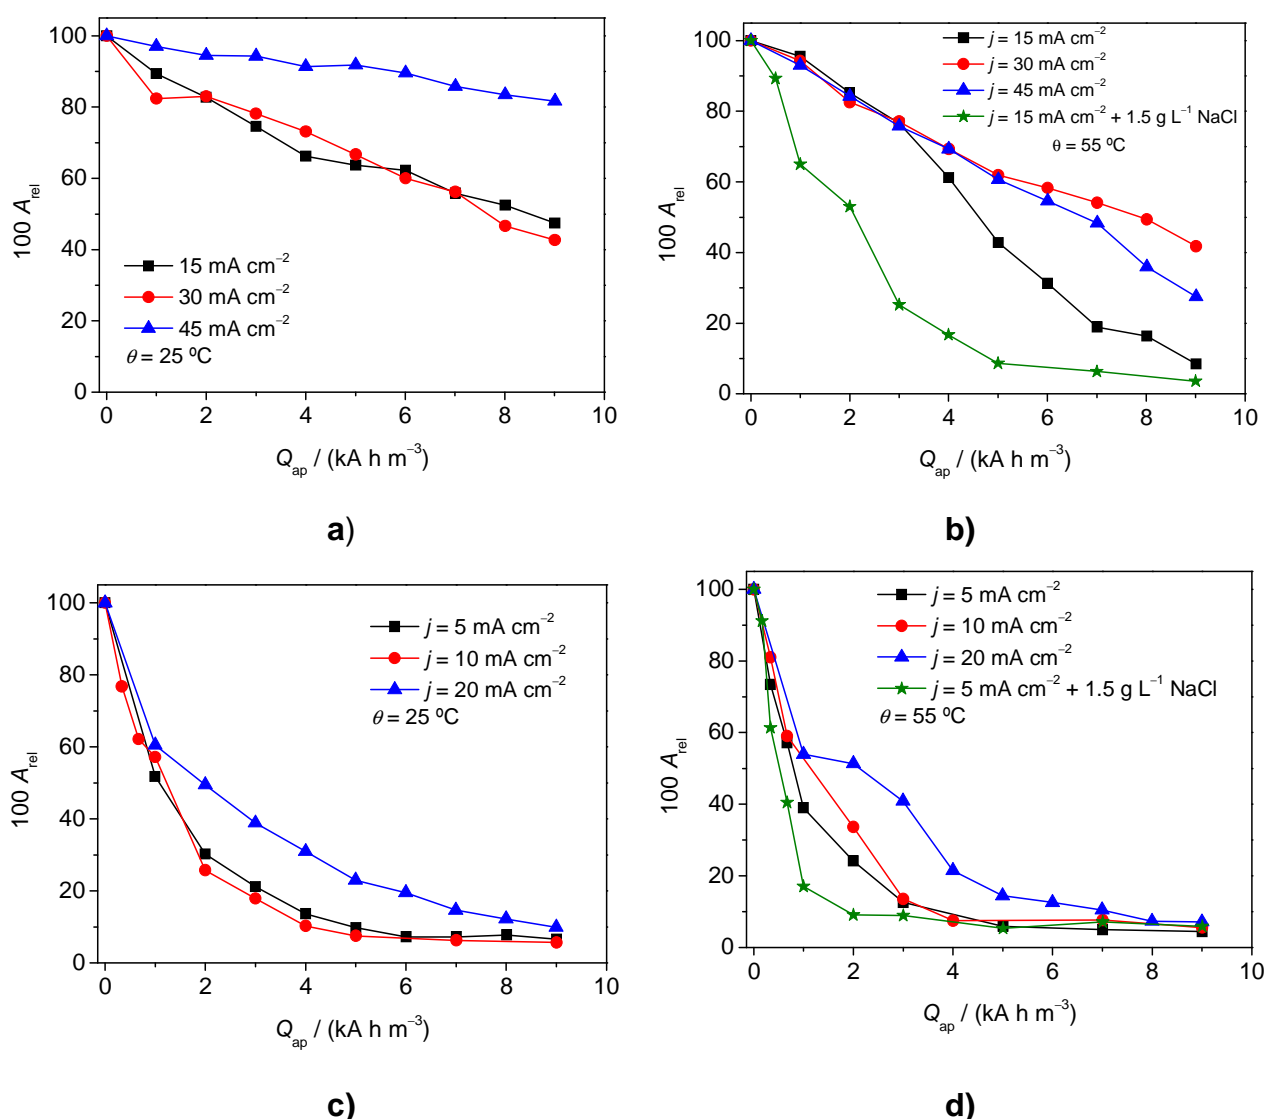 100
80
60
40
20
0
100 A_rel
15 mA cm⁻²
30 mA cm⁻²
45 mA cm⁻²
θ = 25 ºC
0 2 4 6 8 10
Q_ap / (kA h m⁻³)
a)
100
80
60
40
20
0
100 A_rel
j = 15 mA cm⁻²
j = 30 mA cm⁻²
j = 45 mA cm⁻²
j = 15 mA cm⁻² + 1.5 g L⁻¹ NaCl
θ = 55 ºC
0 2 4 6 8 10
Q_ap / (kA h m⁻³)
b)
100
80
60
40
20
0
100 A_rel
j = 5 mA cm⁻²
j = 10 mA cm⁻²
j = 20 mA cm⁻²
θ = 25 ºC
0 2 4 6 8 10
Q_ap / (kA h m⁻³)
c)
100
80
60
40
20
0
100 A_rel
j = 5 mA cm⁻²
j = 10 mA cm⁻²
j = 20 mA cm⁻²
j = 5 mA cm⁻² + 1.5 g L⁻¹ NaCl
θ = 55 ºC
0 2 4 6 8 10
Q_ap / (kA h m⁻³)
d)